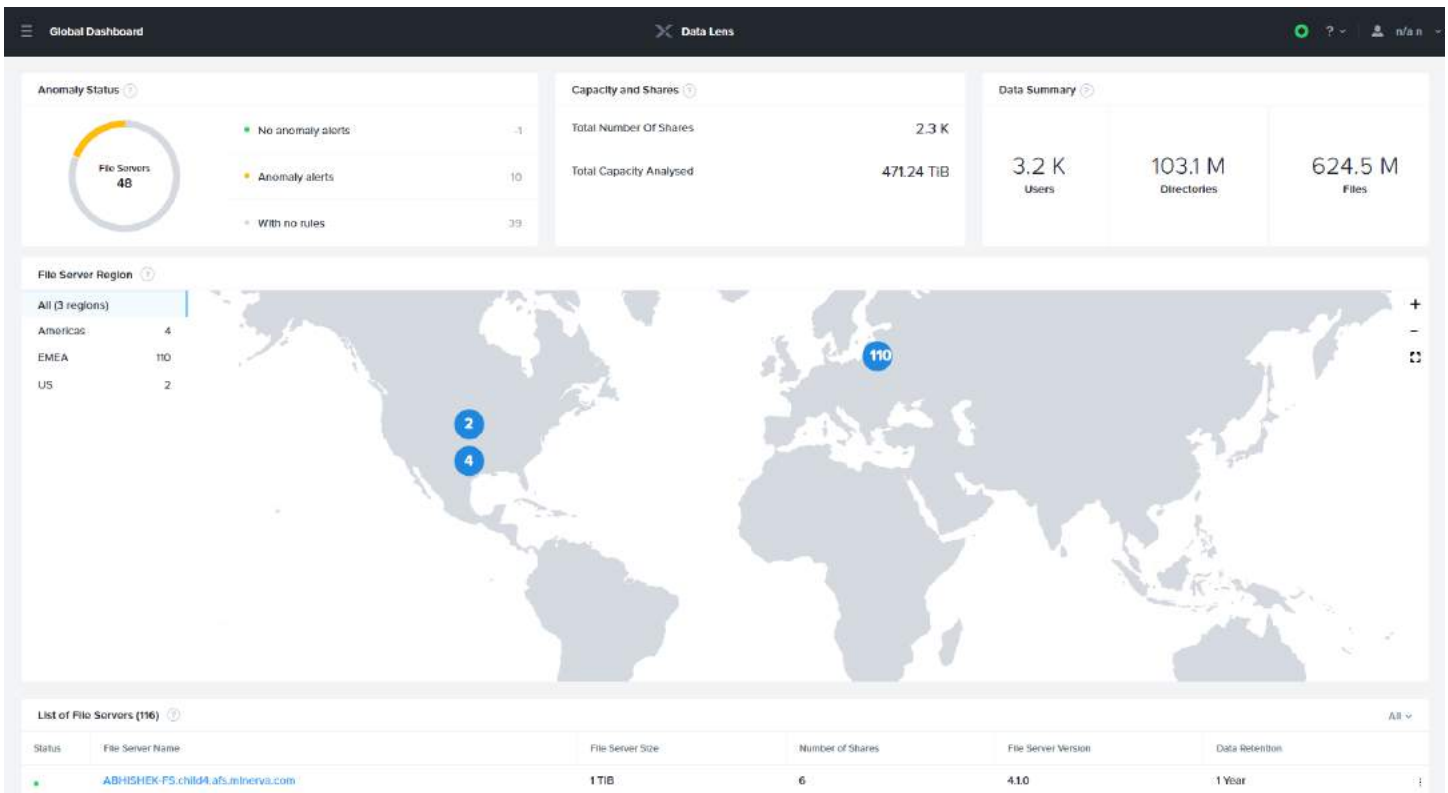 Global Dashboard
Data Lens
? n/a n
Anomaly Status ?
File Servers
48
No anomaly alerts -1
Anomaly alerts 10
With no rules 39
Capacity and Shares ?
Total Number Of Shares 2.3 K
Total Capacity Analysed 471.24 TiB
Data Summary ?
3.2 K
Users
103.1 M
Directories
624.5 M
Files
File Server Region ?
All (3 regions)
Americas 4
EMEA 110
US 2
+
−
110
2
4
List of File Servers (116) ?
All
Status File Server Name File Server Size Number of Shares File Server Version Data Retention
ABHISHEK-FS.child4.afs.minerva.com 1 TiB 6 4.1.0 1 Year